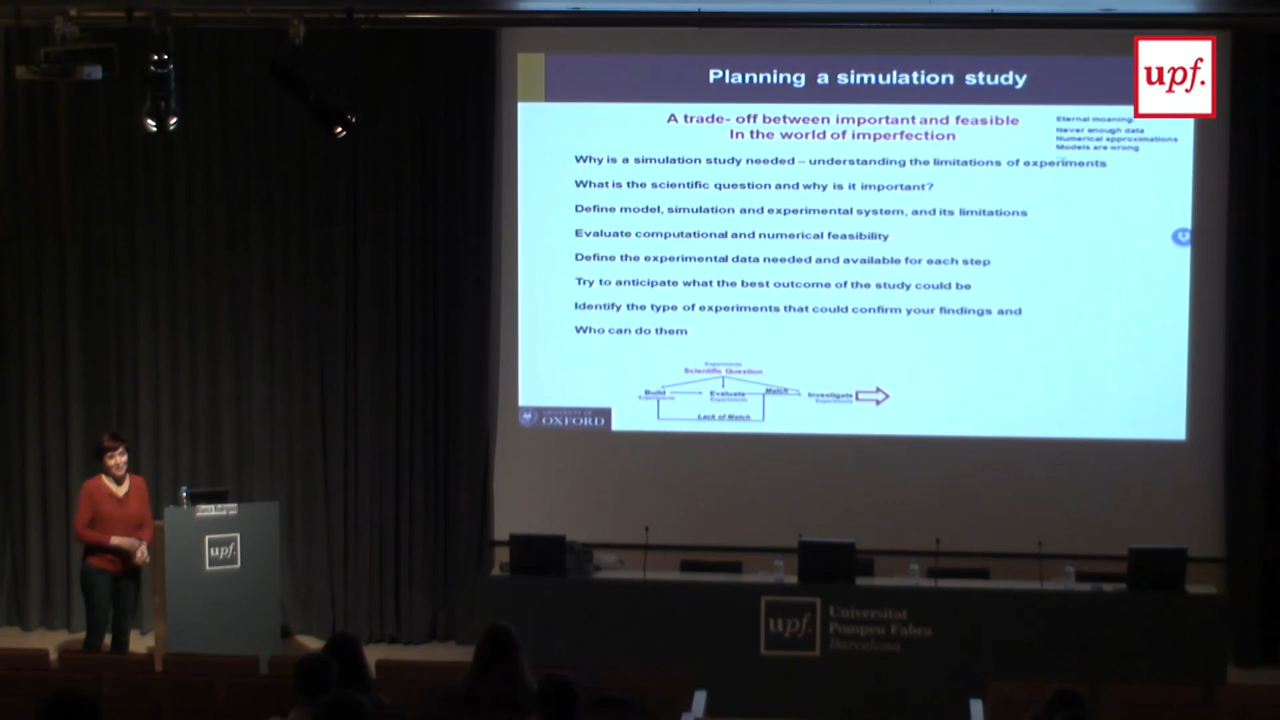 Planning a simulation study
upf.
A trade- off between important and feasible
In the world of imperfection
Eternal moaning
Never enough data
Numerical approximations
Models are wrong
Why is a simulation study needed – understanding the limitations of experiments
What is the scientific question and why is it important?
Define model, simulation and experimental system, and its limitations
Evaluate computational and numerical feasibility
Define the experimental data needed and available for each step
Try to anticipate what the best outcome of the study could be
Identify the type of experiments that could confirm your findings and
Who can do them
Experiments
Scientific Question
Build
Experiments
Evaluate
Experiments
Match
Investigate
Experiments
Lack of Match
UNIVERSITY OF
OXFORD
upf.
upf.
Universitat
Pompeu Fabra
Barcelona